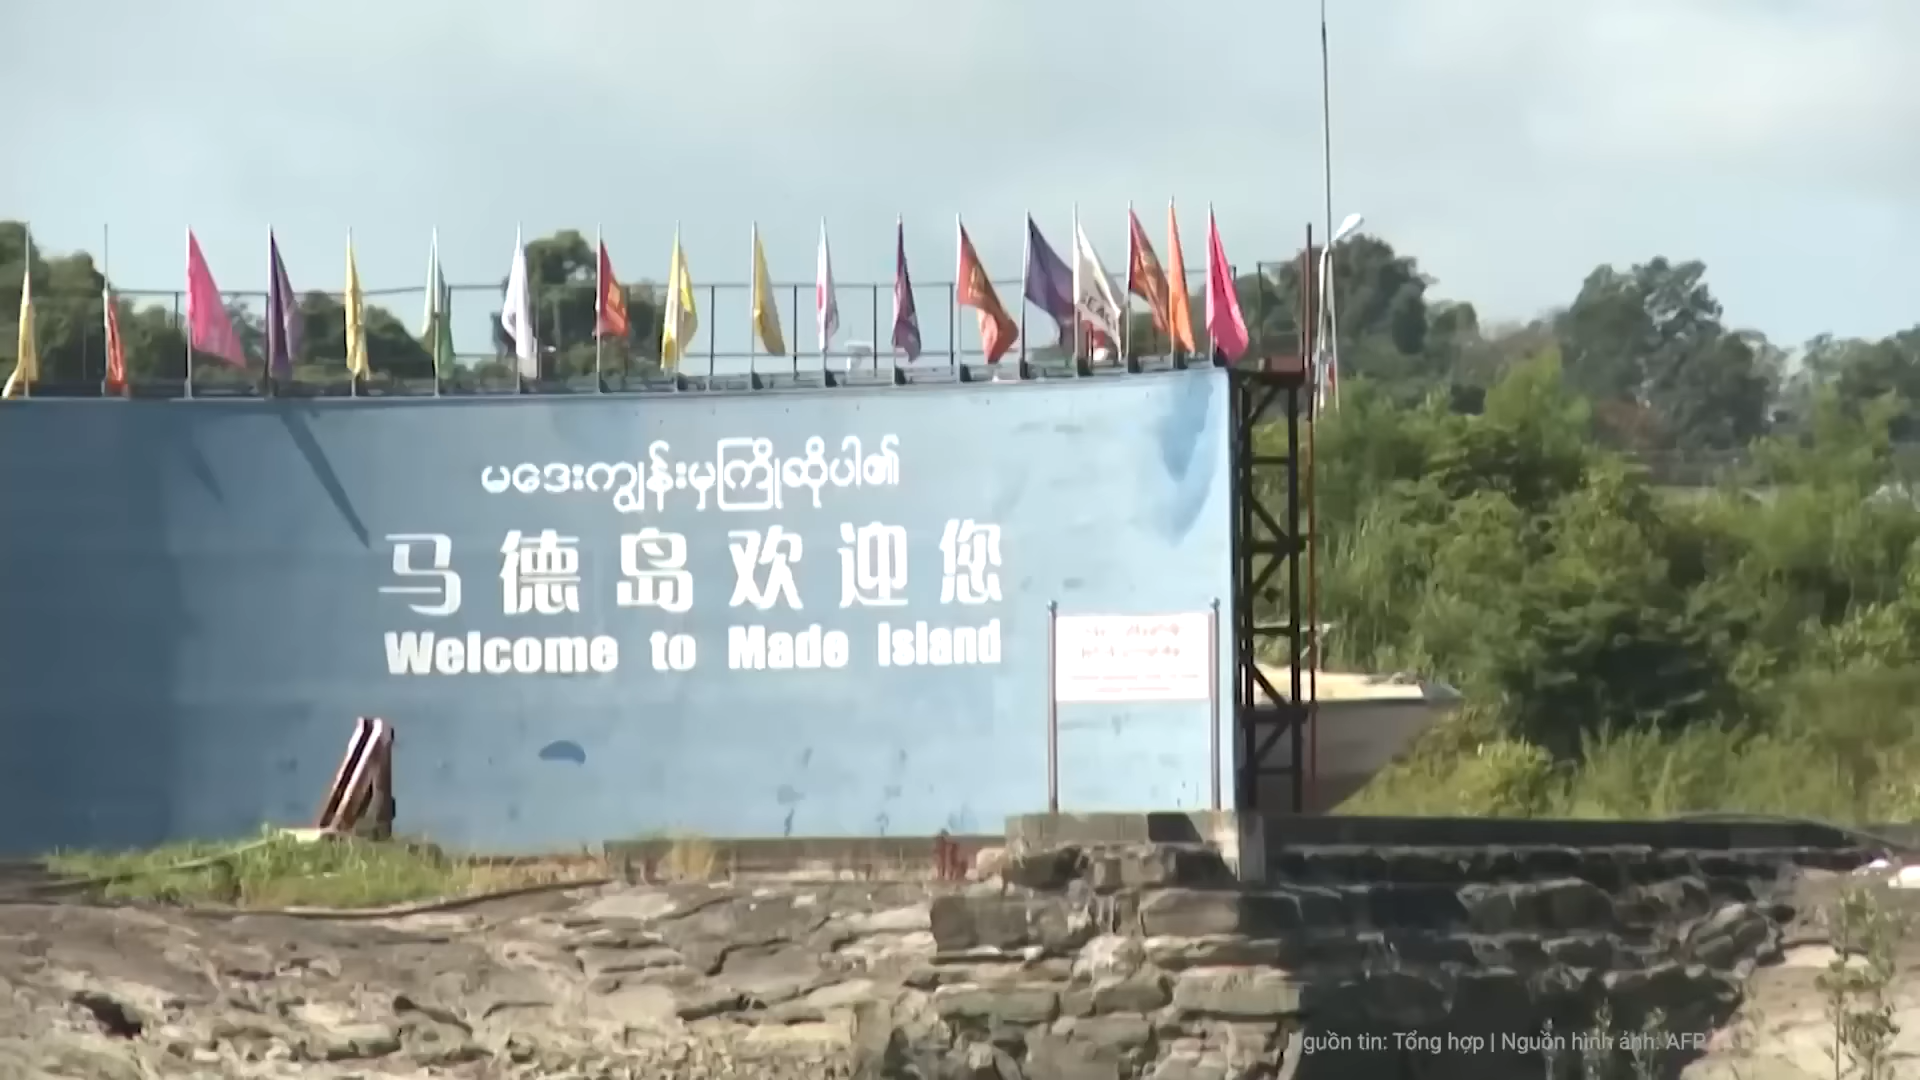 မဒေးကျွန်းမှကြိုဆိုပါ၏
马德岛欢迎您
Welcome to Made Island
guồn tin: Tổng hợp | Nguồn hình ảnh: AFP